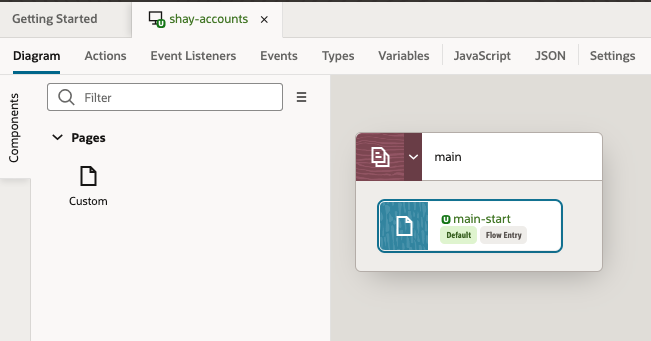 Getting Started
shay-accounts
Diagram Actions Event Listeners Events Types Variables JavaScript JSON Settings
Components
Filter
Pages
Custom
main
U main-start
Default Flow Entry